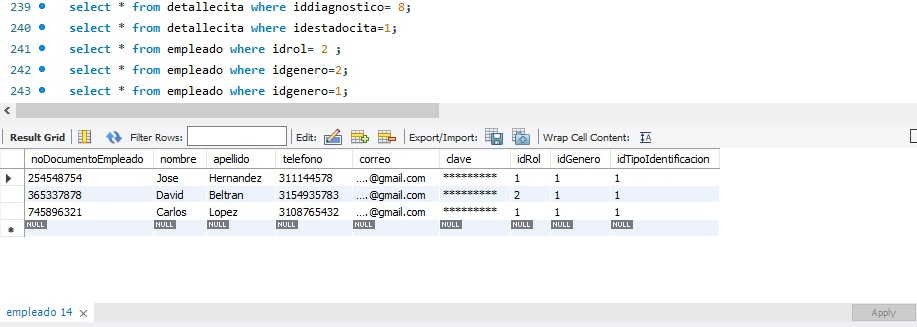 239 select * from detallecita where iddiagnostico= 8;
240 select * from detallecita where idestadocita=1;
241 select * from empleado where idrol= 2 ;
242 select * from empleado where idgenero=2;
243 select * from empleado where idgenero=1;
Result Grid Filter Rows: Edit: Export/Import: Wrap Cell Content: IA
noDocumentoEmpleado nombre apellido telefono correo clave idRol idGenero idTipoIdentificacion
254548754 Jose Hernandez 311144578 ....@gmail.com ********* 1 1 1
365337878 David Beltran 3154935783 ....@gmail.com ********* 2 1 1
745896321 Carlos Lopez 3108765432 ....@gmail.com ********* 1 1 1
NULL NULL NULL NULL NULL NULL NULL NULL NULL
empleado 14 Apply